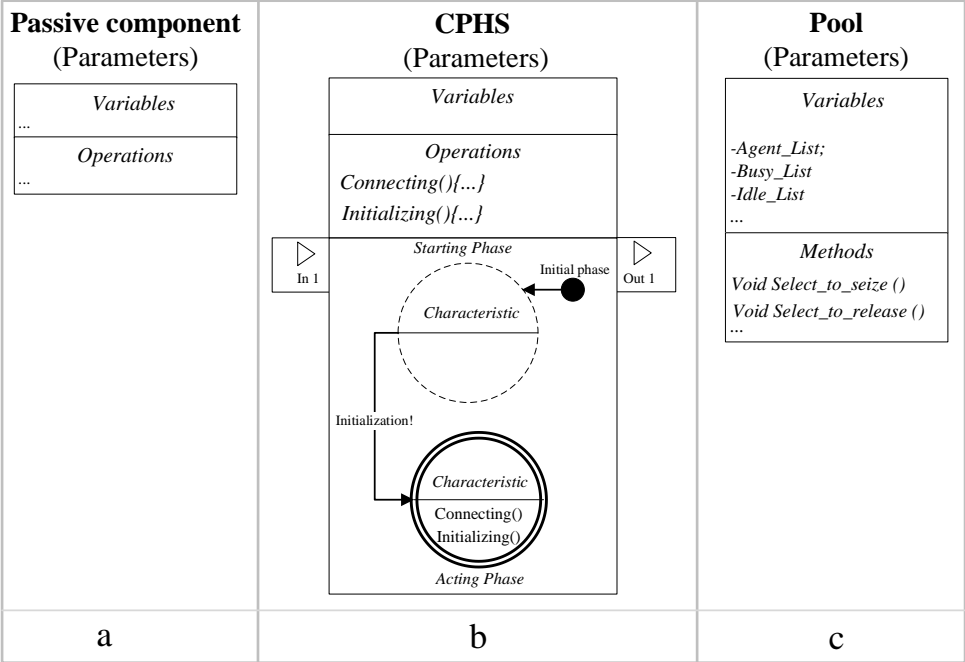 Passive component
(Parameters)
Variables
...
Operations
...
a
CPHS
(Parameters)
Variables
Operations
Connecting(){...}
Initializing(){...}
In 1
Out 1
Starting Phase
Initial phase
Characteristic
Initialization!
Characteristic
Connecting()
Initializing()
Acting Phase
b
Pool
(Parameters)
Variables
-Agent_List;
-Busy_List
-Idle_List
...
Methods
Void Select_to_seize ()
Void Select_to_release ()
...
c